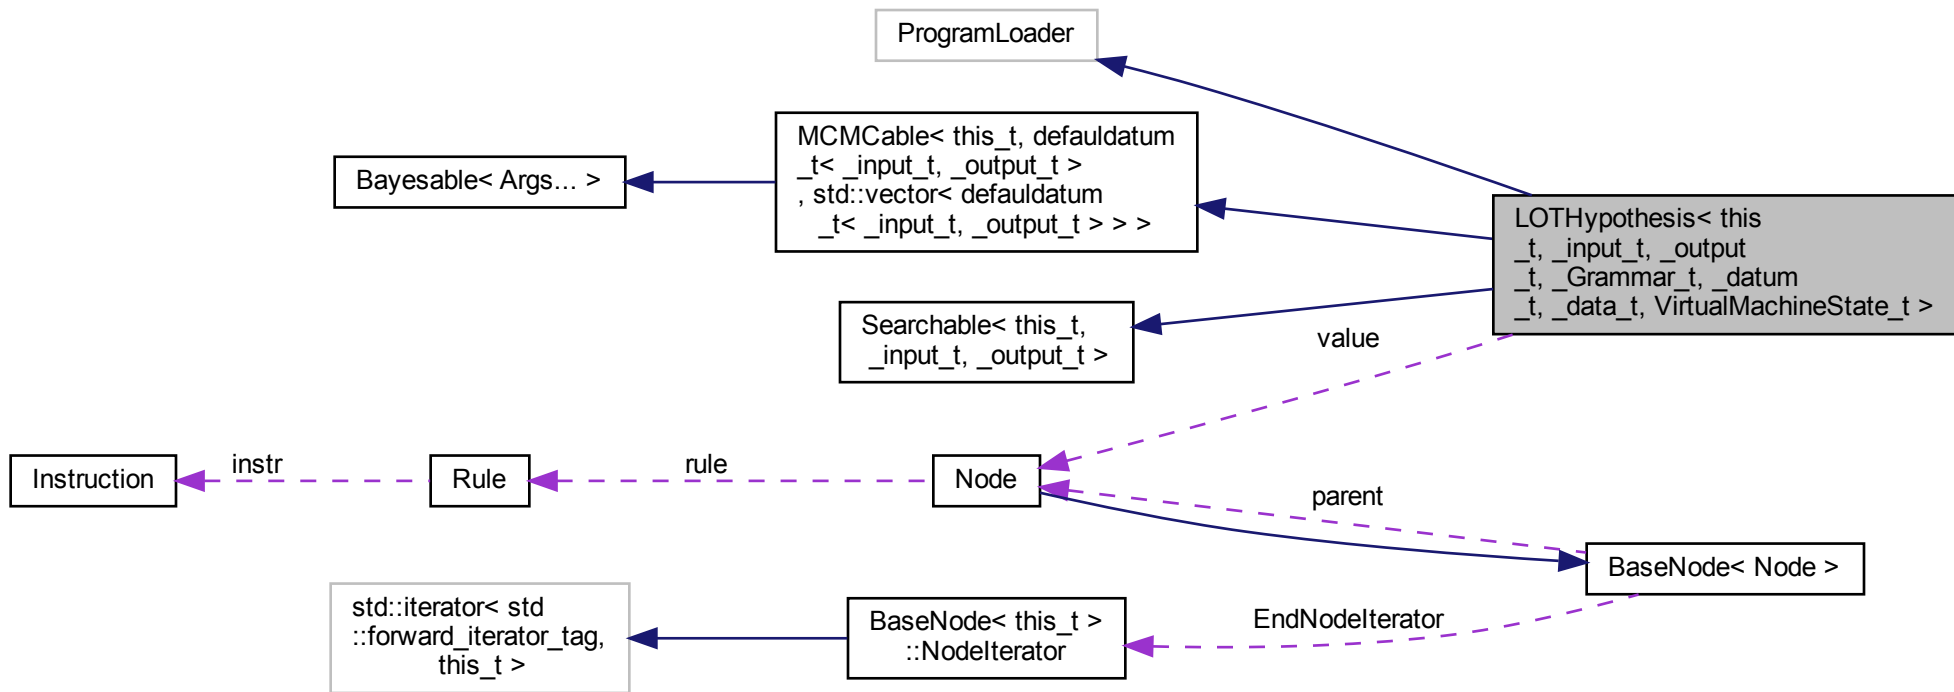 ProgramLoader
MCMCable< this_t, defauldatum
_t< _input_t, _output_t >
, std::vector< defauldatum
_t< _input_t, _output_t > > >
Bayesable< Args... >
LOTHypothesis< this
_t, _input_t, _output
_t, _Grammar_t, _datum
_t, _data_t, VirtualMachineState_t >
Searchable< this_t,
_input_t, _output_t >
value
Instruction
instr
Rule
rule
Node
parent
BaseNode< Node >
std::iterator< std
::forward_iterator_tag,
this_t >
BaseNode< this_t >
::NodeIterator
EndNodeIterator